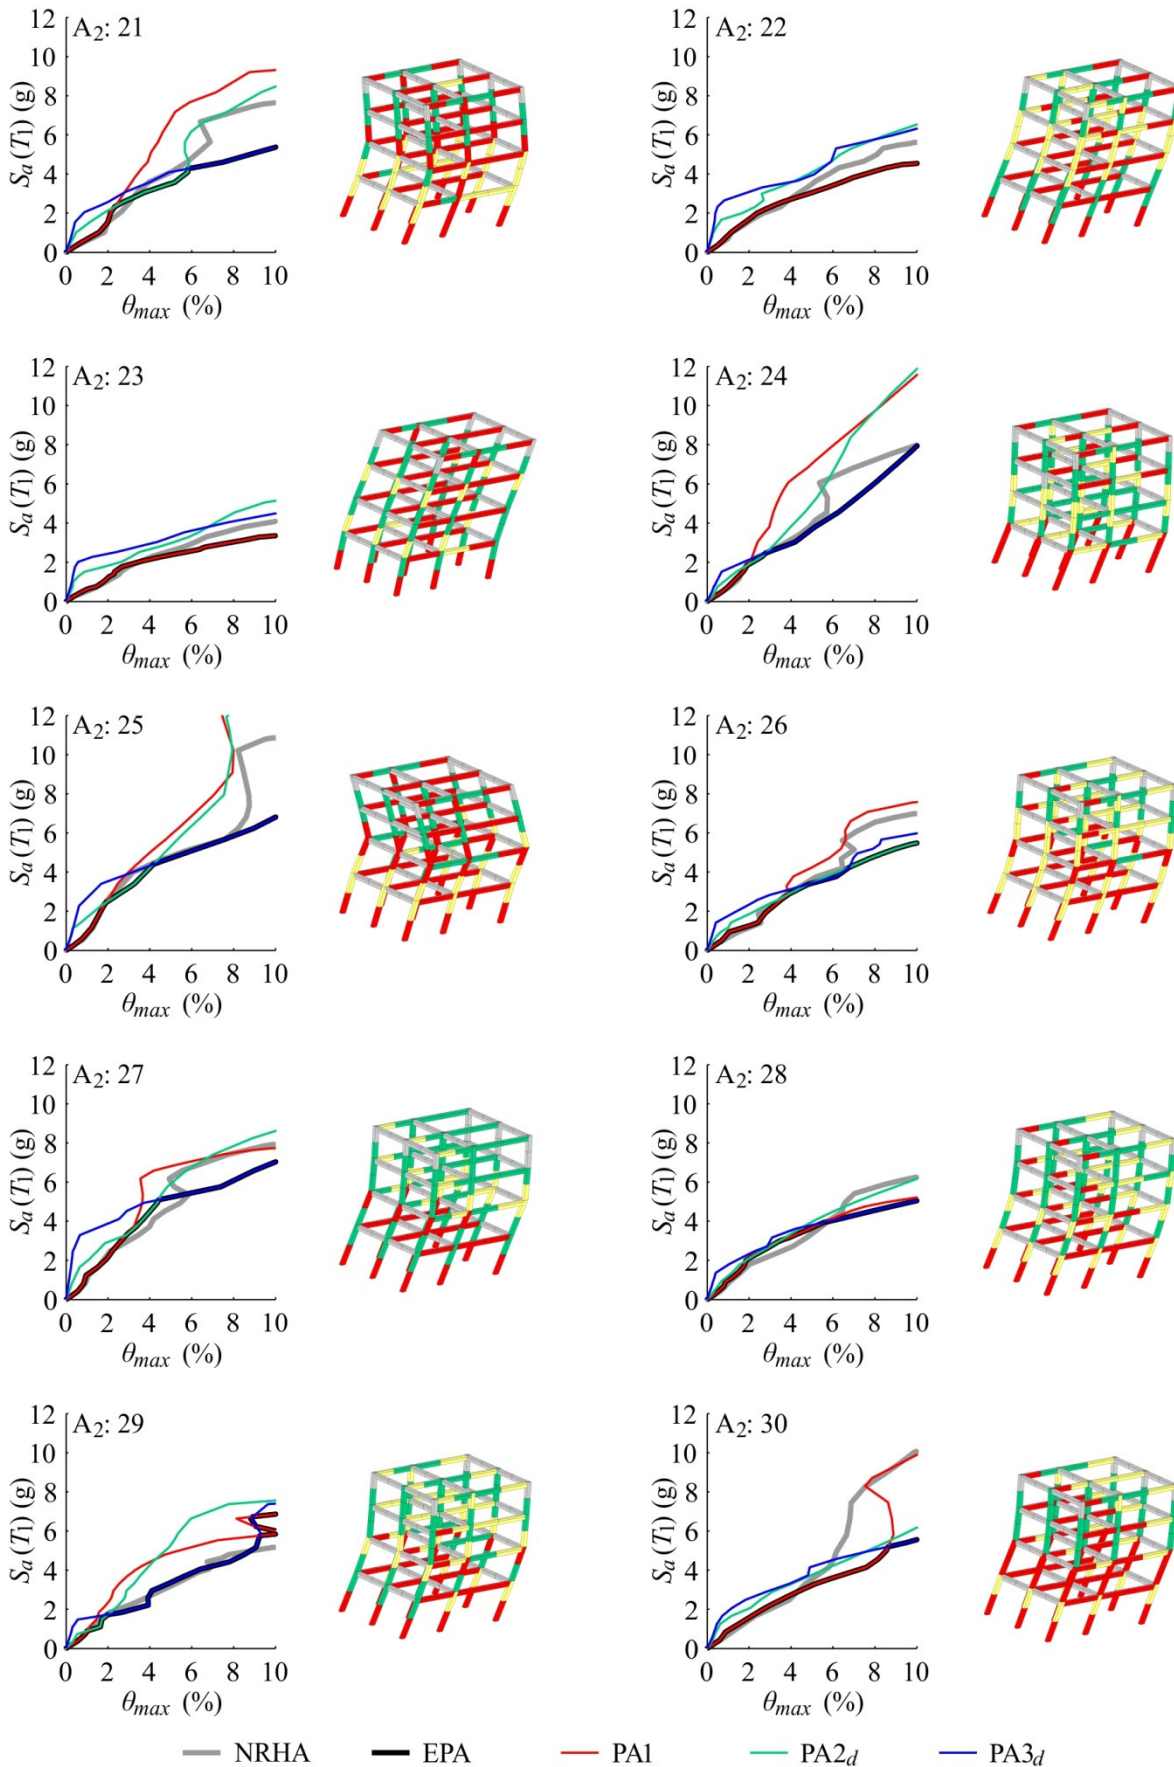 A₂: 21
Sₐ(T₁) (g)
12
10
8
6
4
2
0
0 2 4 6 8 10
θmax (%)
A₂: 22
Sₐ(T₁) (g)
12
10
8
6
4
2
0
0 2 4 6 8 10
θmax (%)
A₂: 23
Sₐ(T₁) (g)
12
10
8
6
4
2
0
0 2 4 6 8 10
θmax (%)
A₂: 24
Sₐ(T₁) (g)
12
10
8
6
4
2
0
0 2 4 6 8 10
θmax (%)
A₂: 25
Sₐ(T₁) (g)
12
10
8
6
4
2
0
0 2 4 6 8 10
θmax (%)
A₂: 26
Sₐ(T₁) (g)
12
10
8
6
4
2
0
0 2 4 6 8 10
θmax (%)
A₂: 27
Sₐ(T₁) (g)
12
10
8
6
4
2
0
0 2 4 6 8 10
θmax (%)
A₂: 28
Sₐ(T₁) (g)
12
10
8
6
4
2
0
0 2 4 6 8 10
θmax (%)
A₂: 29
Sₐ(T₁) (g)
12
10
8
6
4
2
0
0 2 4 6 8 10
θmax (%)
A₂: 30
Sₐ(T₁) (g)
12
10
8
6
4
2
0
0 2 4 6 8 10
θmax (%)
NRHA EPA PA1 PA2d PA3d